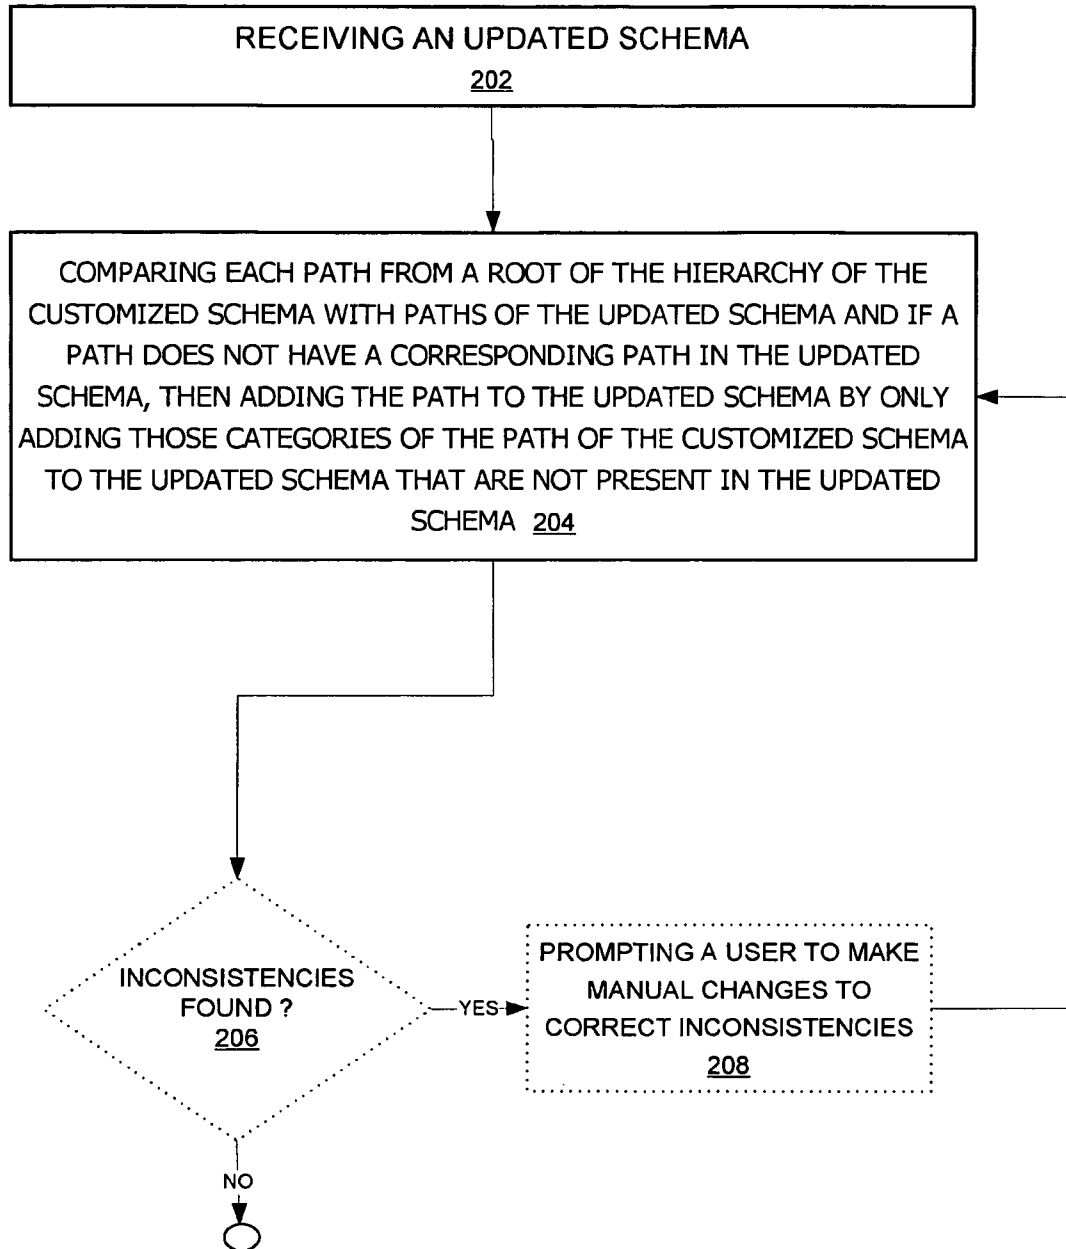 RECEIVING AN UPDATED SCHEMA
202
COMPARING EACH PATH FROM A ROOT OF THE HIERARCHY OF THE
CUSTOMIZED SCHEMA WITH PATHS OF THE UPDATED SCHEMA AND IF A
PATH DOES NOT HAVE A CORRESPONDING PATH IN THE UPDATED
SCHEMA, THEN ADDING THE PATH TO THE UPDATED SCHEMA BY ONLY
ADDING THOSE CATEGORIES OF THE PATH OF THE CUSTOMIZED SCHEMA
TO THE UPDATED SCHEMA THAT ARE NOT PRESENT IN THE UPDATED
SCHEMA 204
INCONSISTENCIES
FOUND ?
206
YES
PROMPTING A USER TO MAKE
MANUAL CHANGES TO
CORRECT INCONSISTENCIES
208
NO